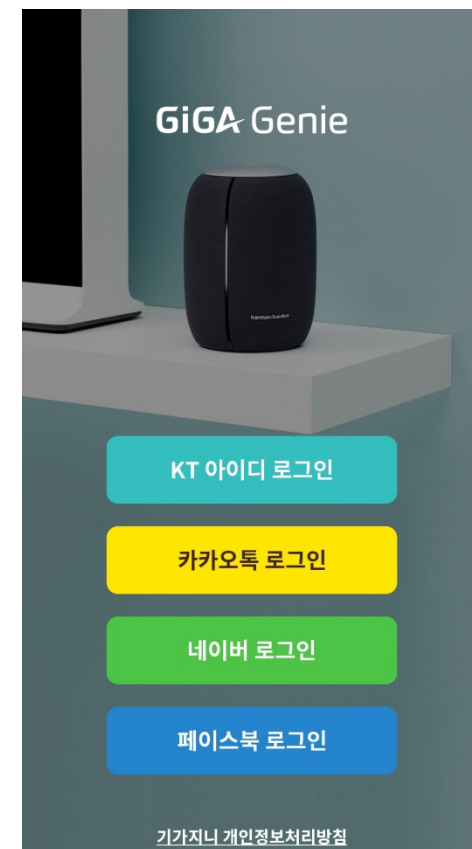 GiGA Genie
harman/kardon
KT 아이디 로그인
카카오톡 로그인
네이버 로그인
페이스북 로그인
기가지니 개인정보처리방침